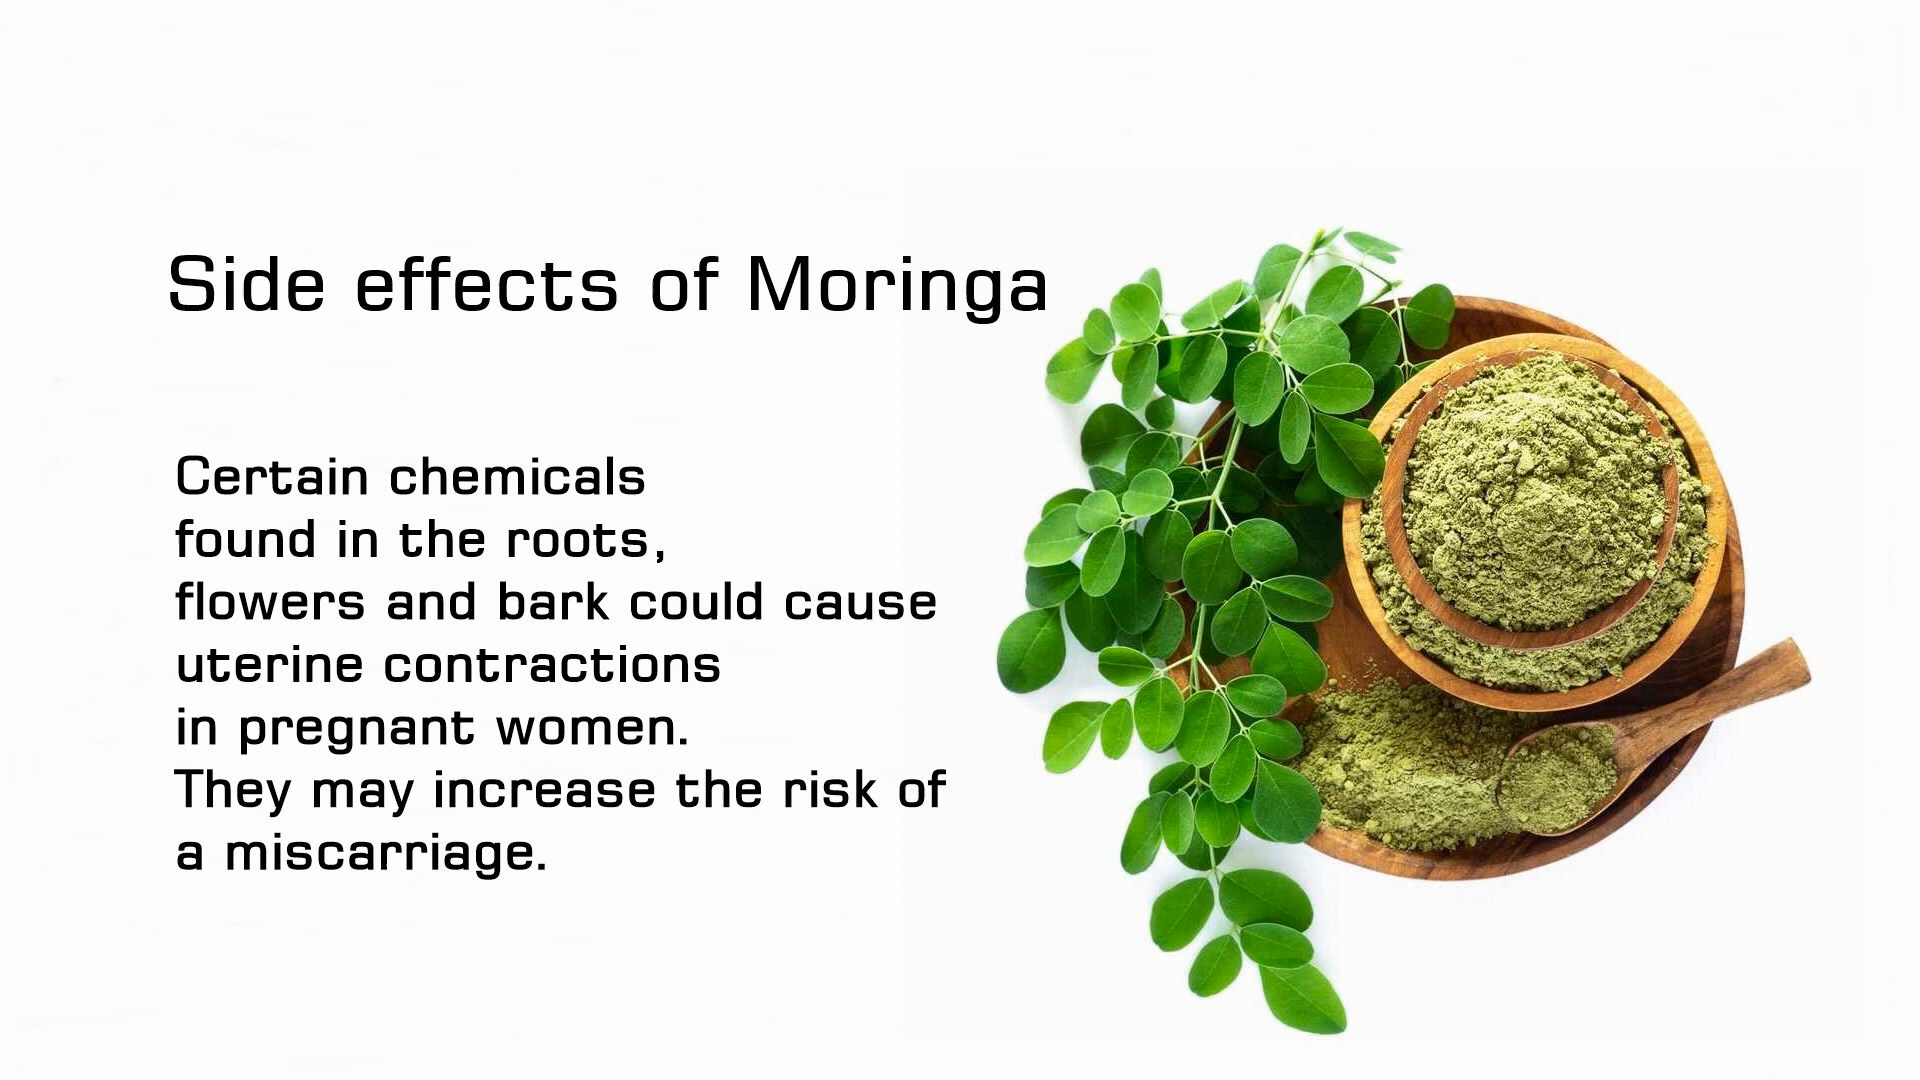 Side effects of Moringa
Certain chemicals
found in the roots,
flowers and bark could cause
uterine contractions
in pregnant women.
They may increase the risk of
a miscarriage.